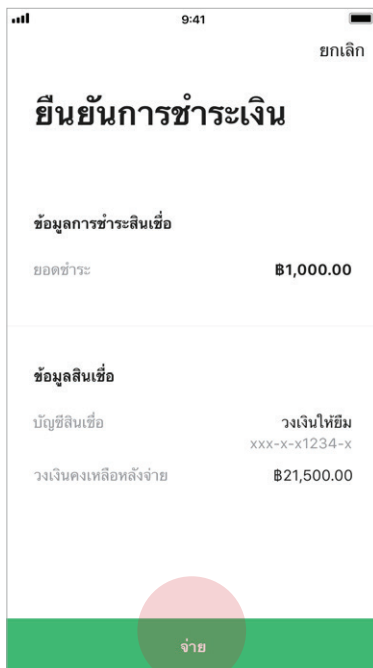 9:41
ยกเลิก
ยืนยันการชำระเงิน
ข้อมูลการชำระสินเชื่อ
ยอดชำระ ฿1,000.00
ข้อมูลสินเชื่อ
บัญชีสินเชื่อ วงเงินให้ยืม
xxx-x-x1234-x
วงเงินคงเหลือหลังจ่าย ฿21,500.00
จ่าย